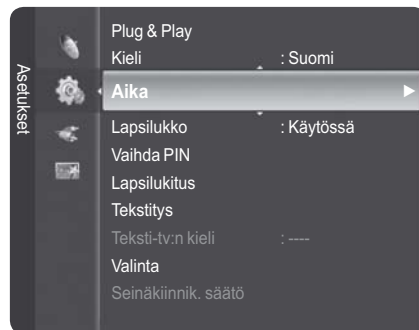 Asetukset
Plug & Play
Kieli : Suomi
Aika
Lapsilukko : Käytössä
Vaihda PIN
Lapsilukitus
Tekstitys
Teksti-tv:n kieli : ----
Valinta
Seinäkiinnik. säätö